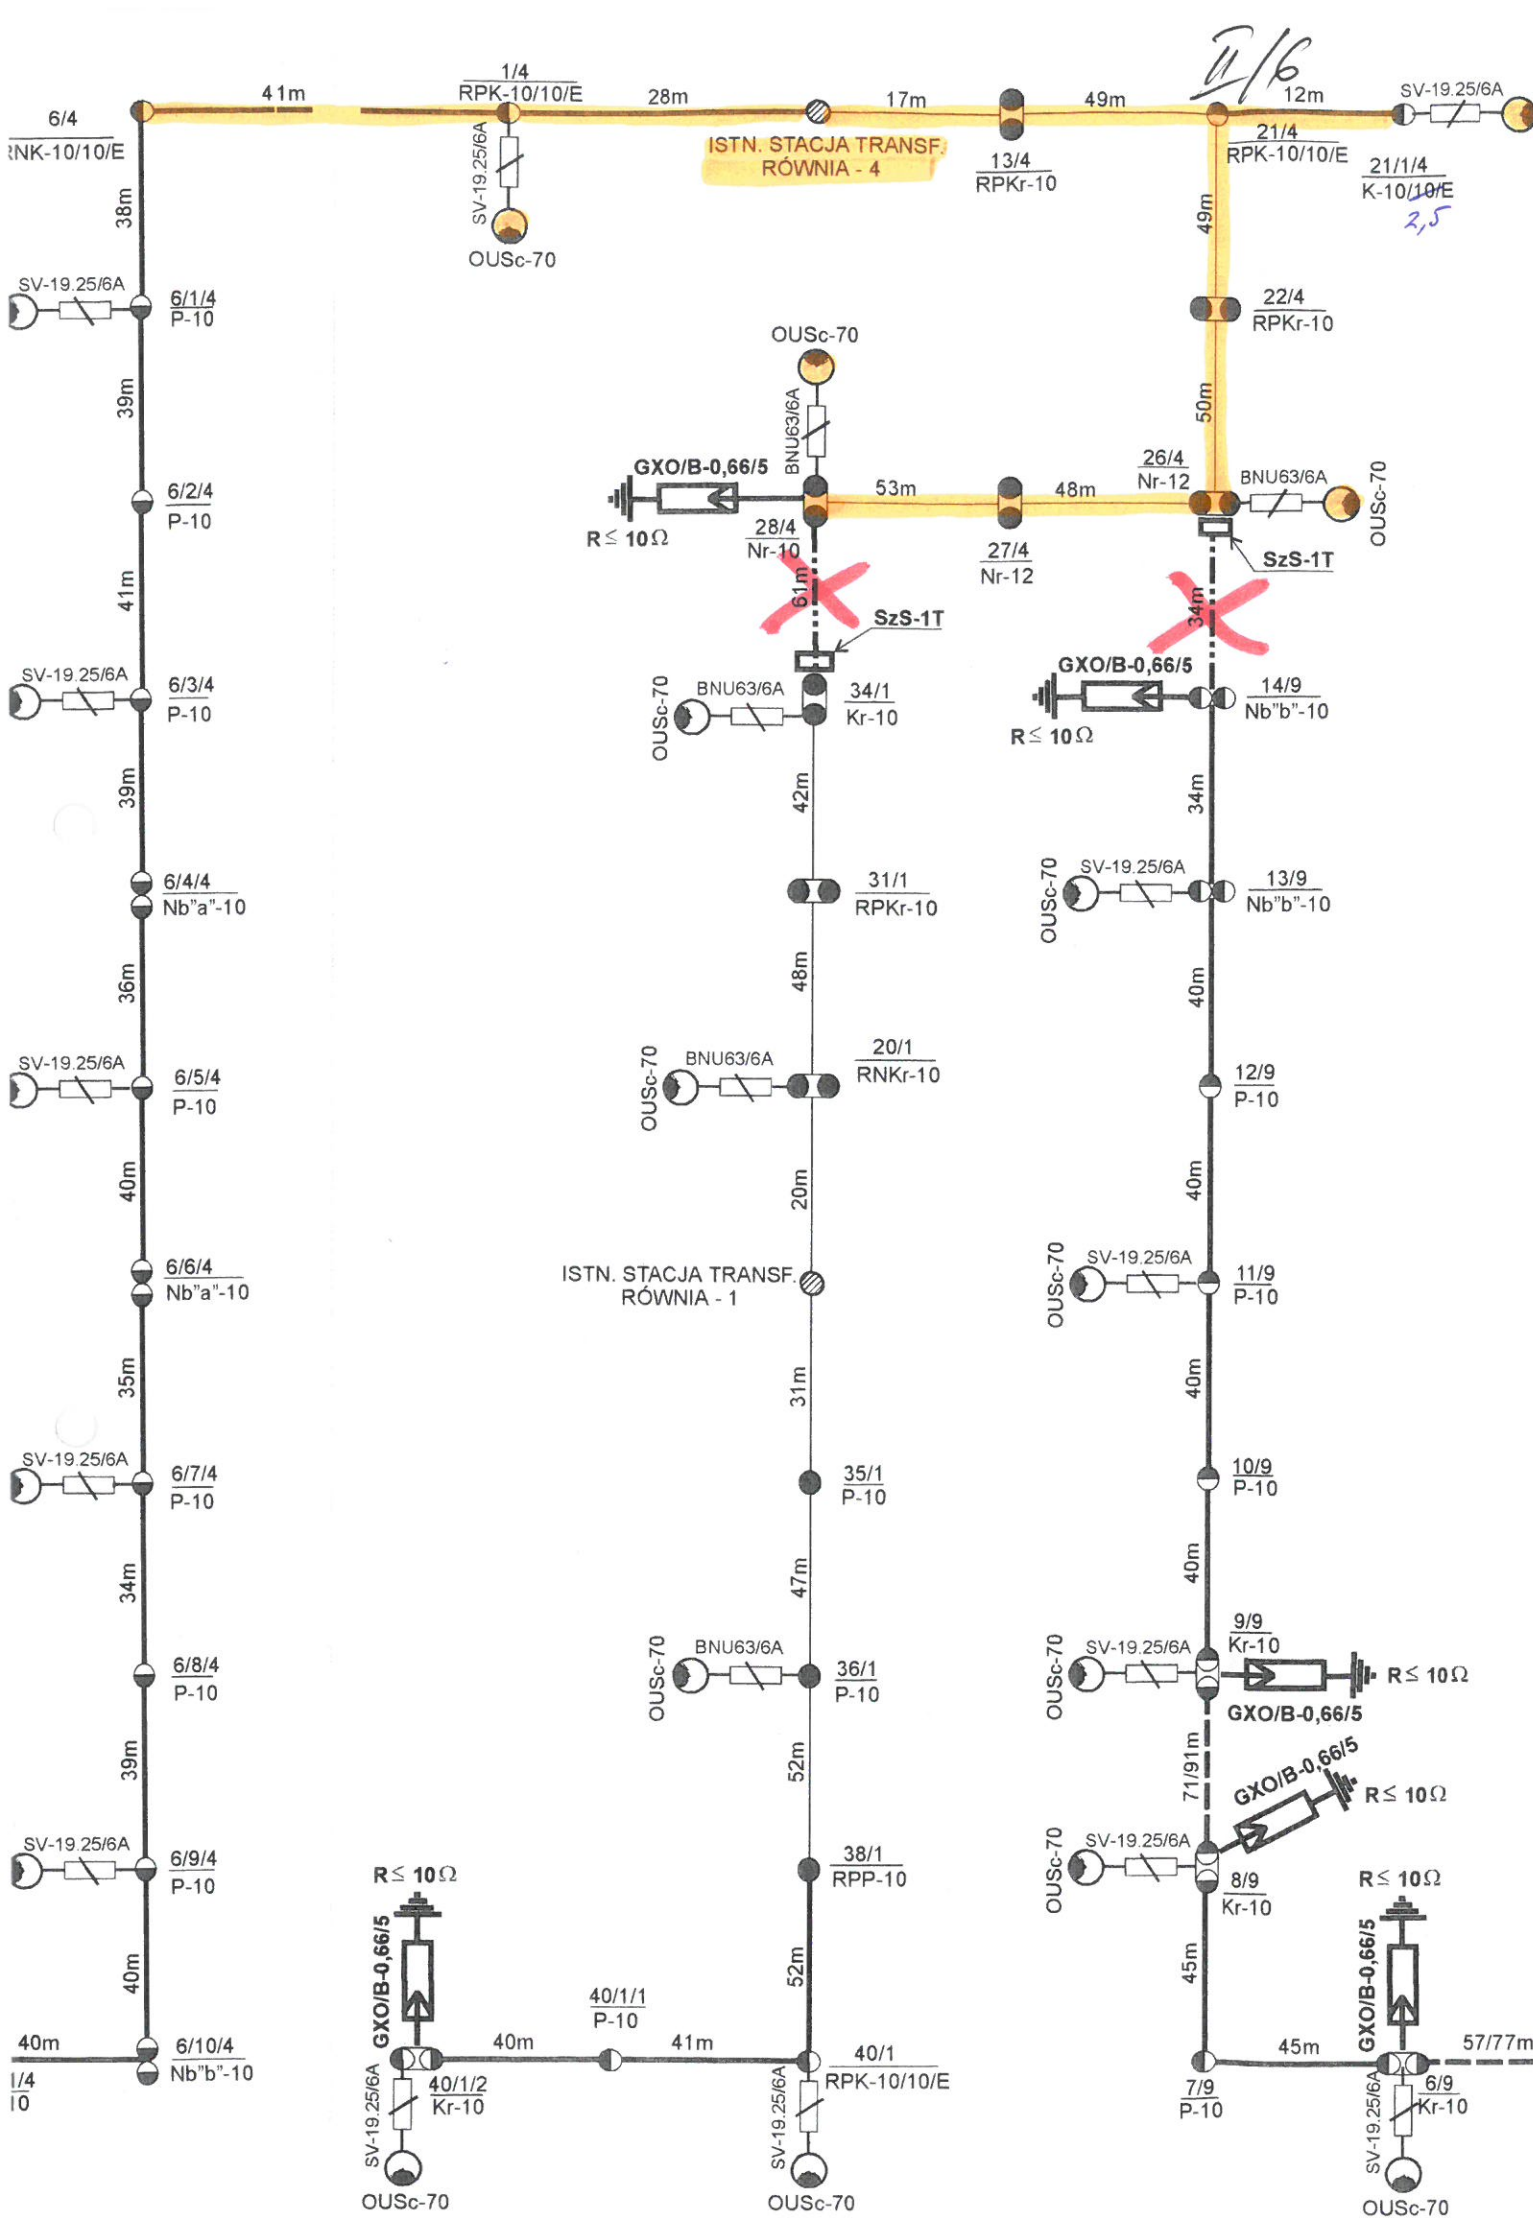 II/6
41m
1/4
RPK-10/10/E
28m
17m
49m
12m
SV-19.25/6A
6/4
RNK-10/10/E
SV-19.25/6A
OUSc-70
ISTN. STACJA TRANSF.
RÓWNIA - 4
13/4
RPKr-10
21/4
RPK-10/10/E
21/1/4
K-10/10/E
2,5
38m
49m
SV-19.25/6A
6/1/4
P-10
22/4
RPKr-10
OUSc-70
39m
50m
BNU63/6A
GXO/B-0,66/5
R ≤ 10Ω
6/2/4
P-10
28/4
Nr-10
53m
27/4
Nr-12
48m
26/4
Nr-12
BNU63/6A
OUSc-70
SzS-1T
41m
61m
34m
SzS-1T
SV-19.25/6A
6/3/4
P-10
OUSc-70
BNU63/6A
34/1
Kr-10
GXO/B-0,66/5
R ≤ 10Ω
14/9
Nb"b"-10
39m
42m
34m
6/4/4
Nb"a"-10
31/1
RPKr-10
OUSc-70
SV-19.25/6A
13/9
Nb"b"-10
36m
48m
40m
SV-19.25/6A
6/5/4
P-10
OUSc-70
BNU63/6A
20/1
RNKr-10
12/9
P-10
40m
20m
40m
6/6/4
Nb"a"-10
ISTN. STACJA TRANSF.
RÓWNIA - 1
OUSc-70
SV-19.25/6A
11/9
P-10
35m
31m
40m
SV-19.25/6A
6/7/4
P-10
35/1
P-10
10/9
P-10
34m
47m
40m
6/8/4
P-10
OUSc-70
BNU63/6A
36/1
P-10
OUSc-70
SV-19.25/6A
9/9
Kr-10
R ≤ 10Ω
GXO/B-0,66/5
39m
52m
71/91m
GXO/B-0,66/5
R ≤ 10Ω
SV-19.25/6A
6/9/4
P-10
38/1
RPP-10
OUSc-70
SV-19.25/6A
8/9
Kr-10
R ≤ 10Ω
GXO/B-0,66/5
R ≤ 10Ω
GXO/B-0,66/5
40m
52m
45m
40m
1/4
10
6/10/4
Nb"b"-10
40/1/2
Kr-10
40m
40/1/1
P-10
41m
40/1
RPK-10/10/E
7/9
P-10
45m
6/9
Kr-10
57/77m
SV-19.25/6A
OUSc-70
SV-19.25/6A
OUSc-70
SV-19.25/6A
OUSc-70